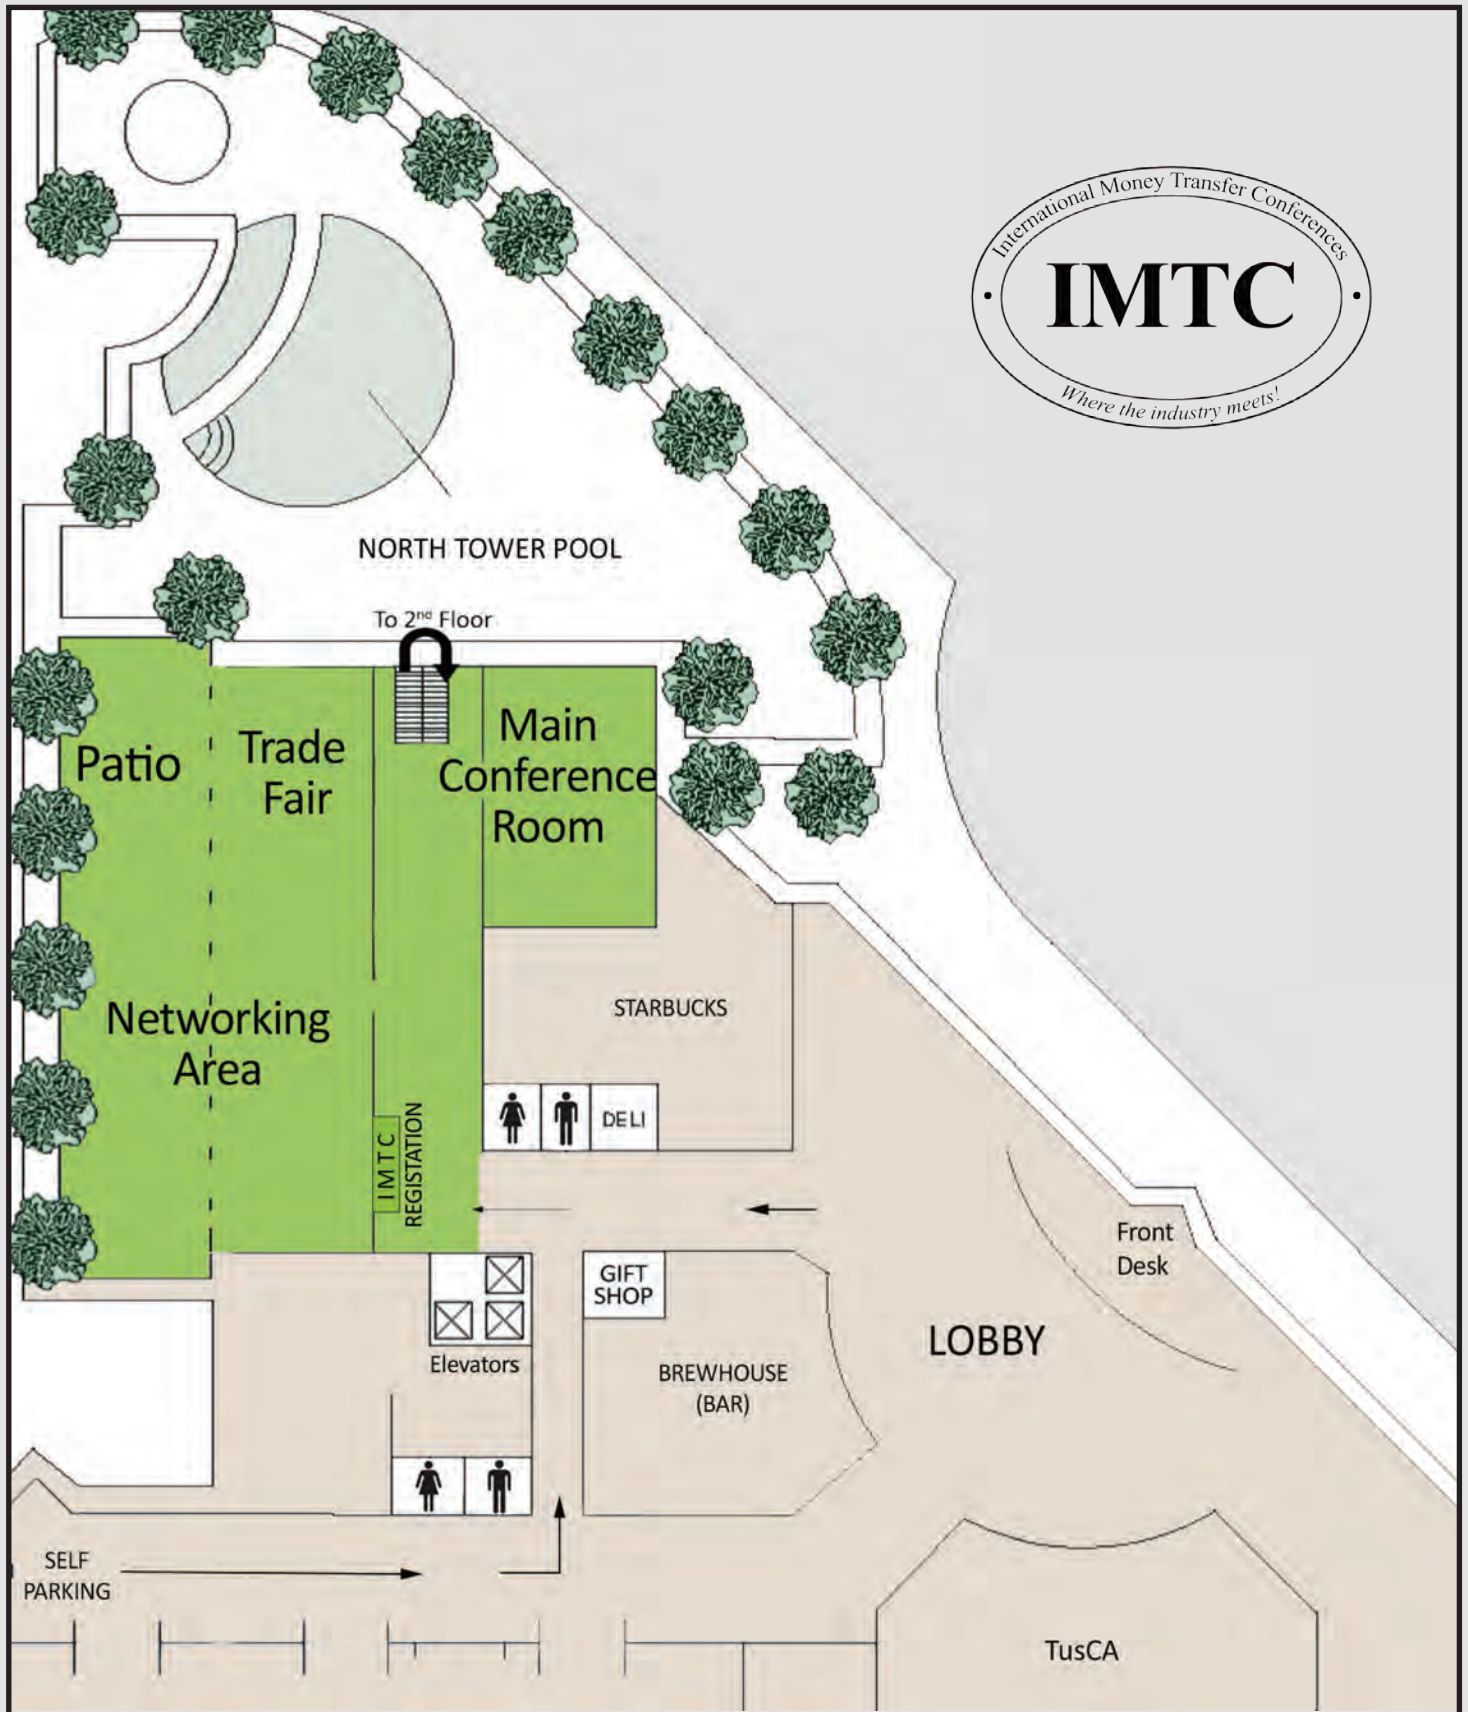 International Money Transfer Conferences
IMTC
Where the industry meets!
NORTH TOWER POOL
To 2nd Floor
Patio
Trade
Fair
Main
Conference
Room
Networking
Area
STARBUCKS
DELI
IMTC
REGISTATION
Front
Desk
GIFT
SHOP
LOBBY
Elevators
BREWHOUSE
(BAR)
SELF
PARKING
TusCA